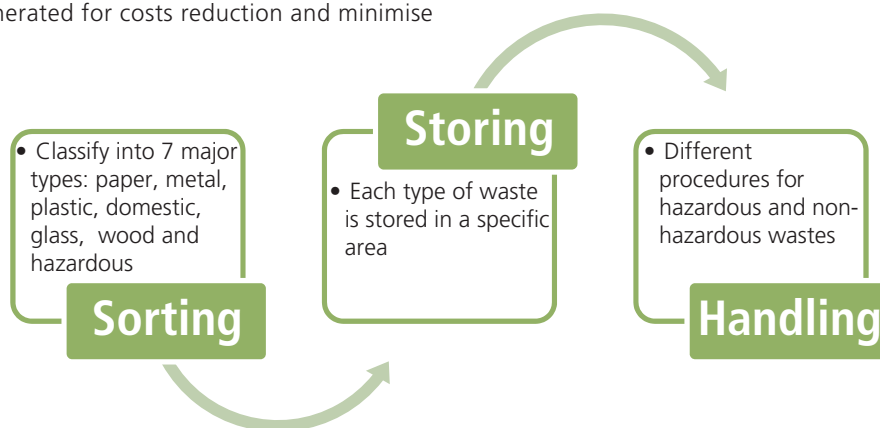 for costs reduction and minimise
• Classify into 7 major
types: paper, metal,
plastic, domestic,
glass, wood and
hazardous
Sorting
Storing
• Each type of waste
is stored in a specific
area
• Different
procedures for
hazardous and non-
hazardous wastes
Handling